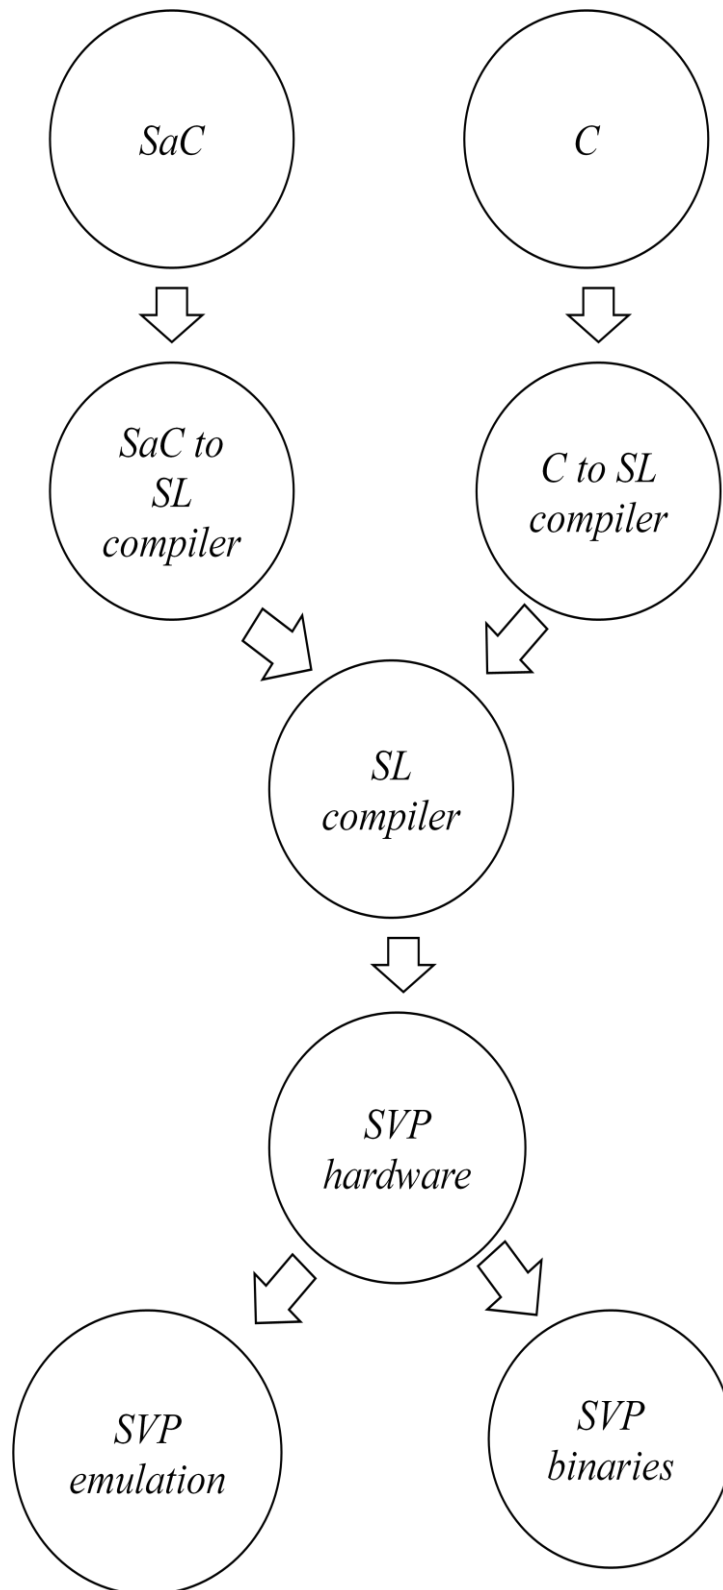 SaC
C
SaC to
SL
compiler
C to SL
compiler
SL
compiler
SVP
hardware
SVP
emulation
SVP
binaries